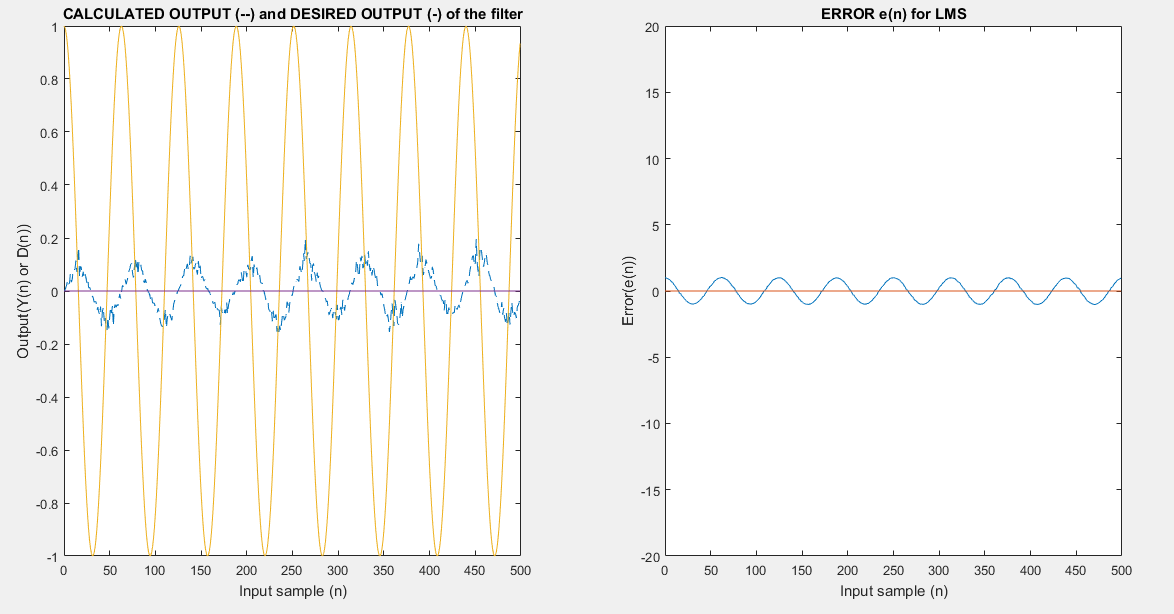 CALCULATED OUTPUT (--) and DESIRED OUTPUT (-) of the filter
1
0.8
0.6
0.4
0.2
0
-0.2
-0.4
-0.6
-0.8
-1
Output(Y(n) or D(n))
0 50 100 150 200 250 300 350 400 450 500
Input sample (n)
ERROR e(n) for LMS
20
15
10
5
0
-5
-10
-15
-20
Error(e(n))
0 50 100 150 200 250 300 350 400 450 500
Input sample (n)